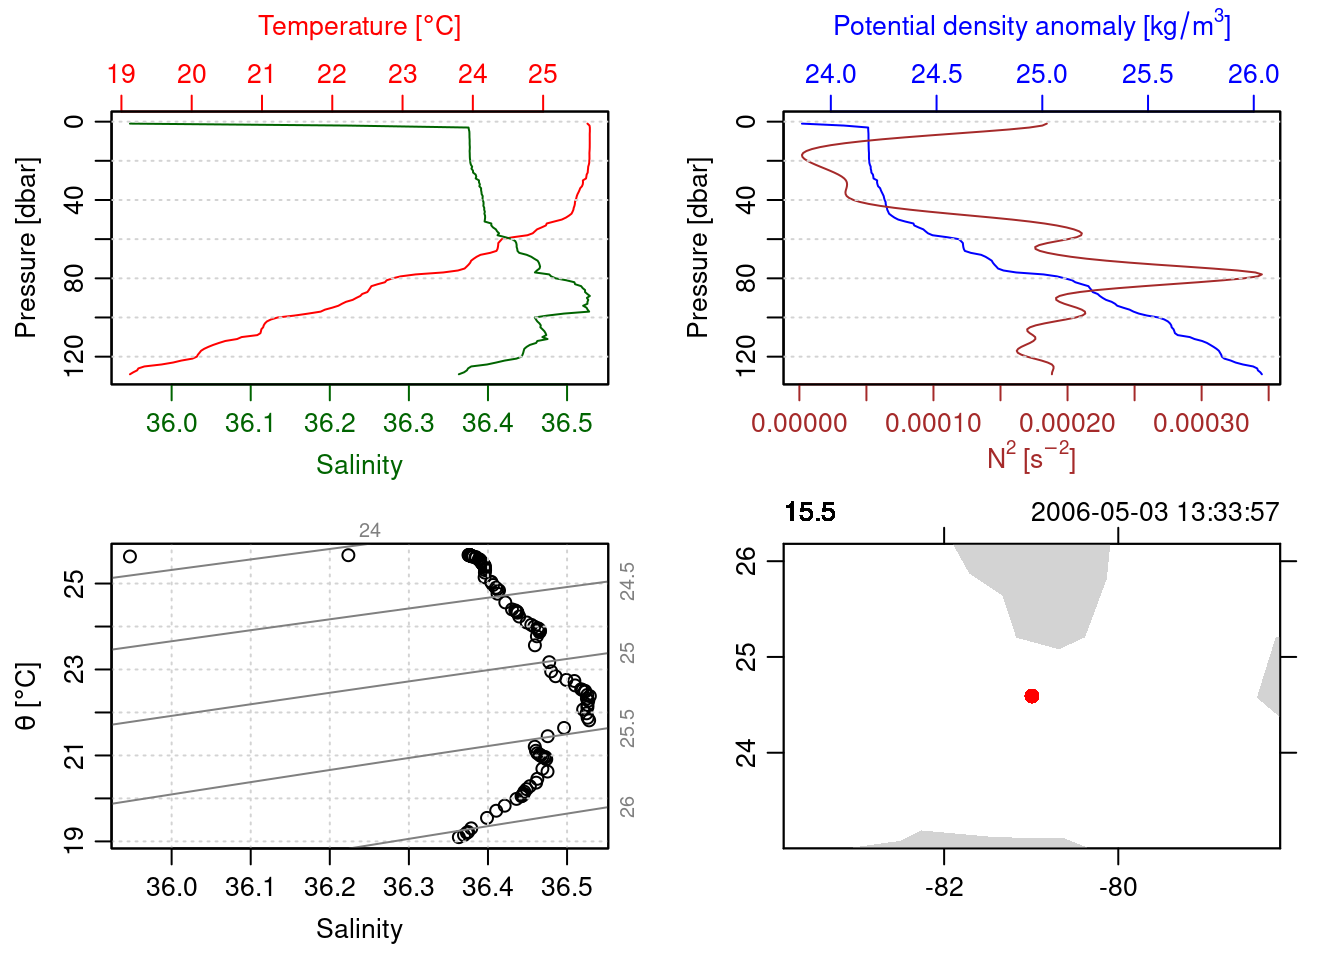 Temperature [°C]
19 20 21 22 23 24 25
0
40
80
120
Pressure [dbar]
36.0 36.1 36.2 36.3 36.4 36.5
Salinity
Potential density anomaly [kg/m³]
24.0 24.5 25.0 25.5 26.0
0
40
80
120
Pressure [dbar]
0.00000 0.00010 0.00020 0.00030
N² [s⁻²]
24
24.5
25
25.5
26
25
23
21
19
θ [°C]
36.0 36.1 36.2 36.3 36.4 36.5
Salinity
15.5 2006-05-03 13:33:57
26
25
24
-82 -80